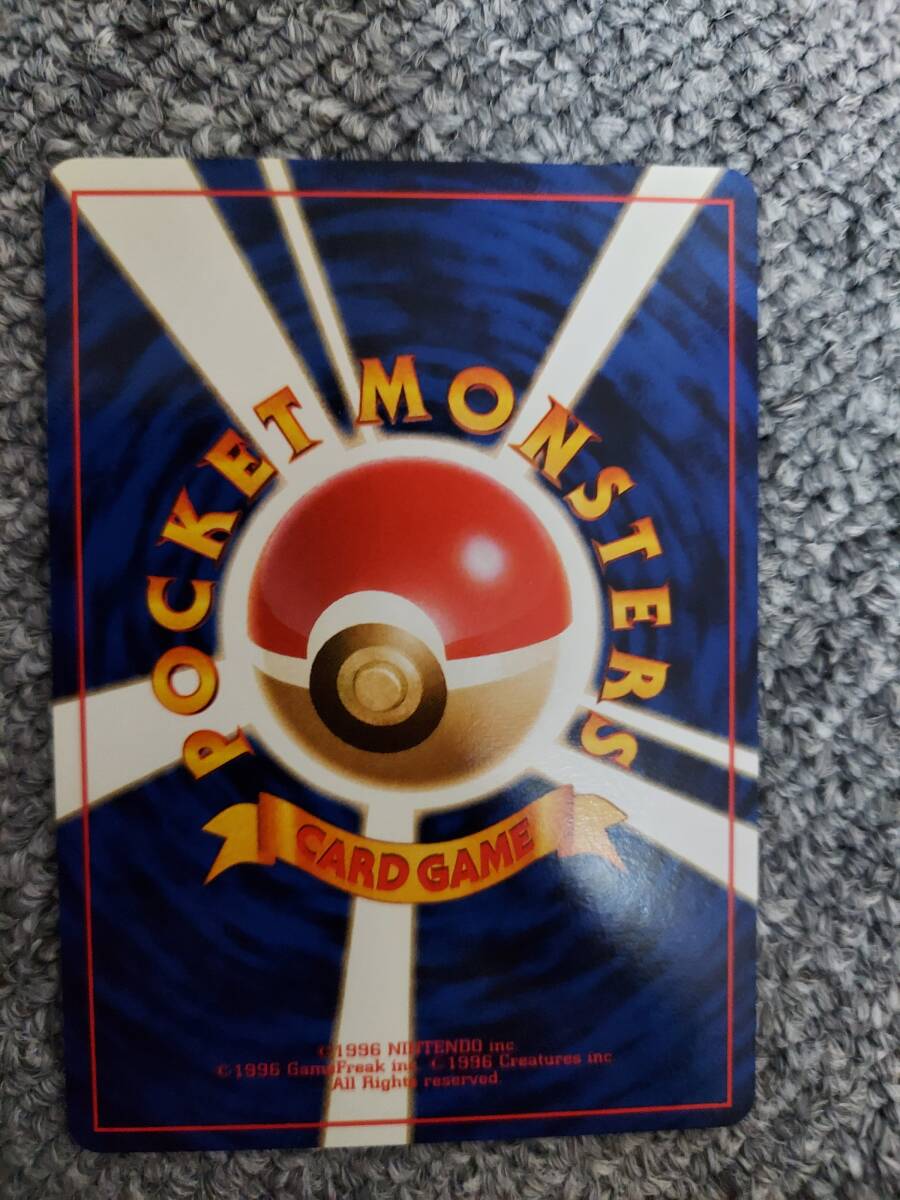 POCKET MONSTERS
CARD GAME
©1996 NINTENDO inc.
©1996 GameFreak inc. ©1996 Creatures inc
All Rights reserved.